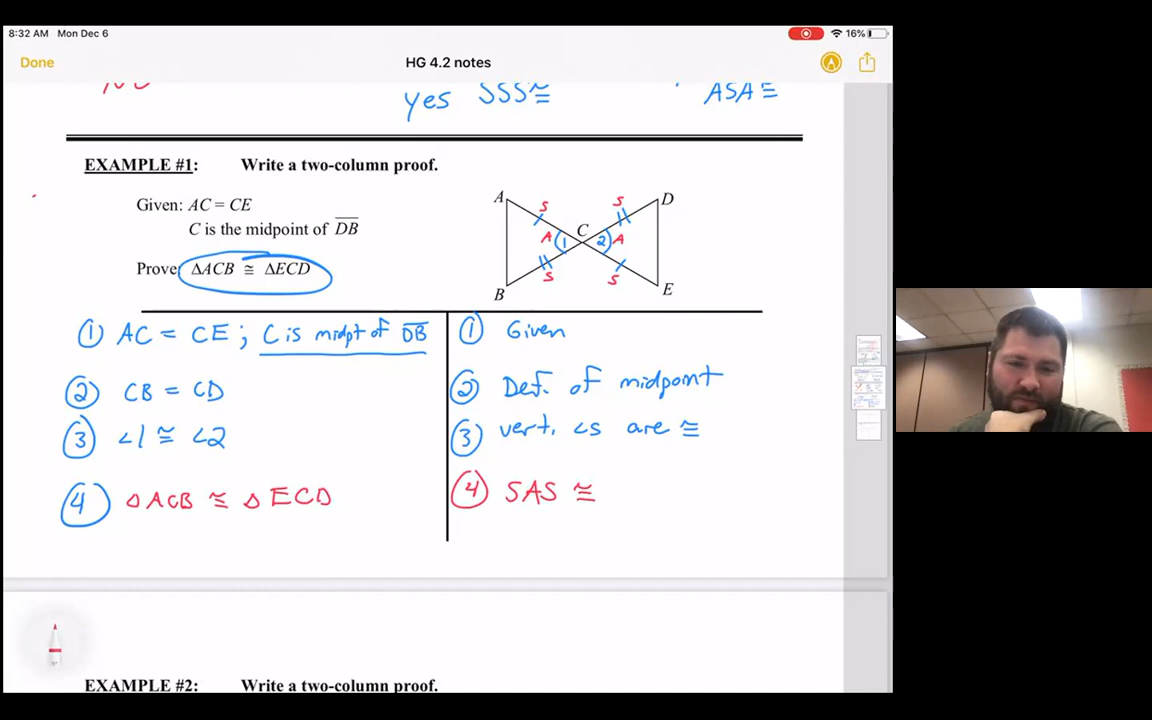 8:32 AM Mon Dec 6 16%
Done HG 4.2 notes
NO yes SSS≅ ASA≅
EXAMPLE #1: Write a two-column proof.
Given: AC = CE
C is the midpoint of DB
Prove: ΔACB ≅ ΔECD
A S S D
A 1 C 2 A
B S S E
① AC = CE ; C is midpt of DB ① Given
② CB = CD ② Def. of midpoint
③ ∠1 ≅ ∠2 ③ vert. ∠s are ≅
④ Δ ACB ≅ Δ ECD ④ SAS ≅
EXAMPLE #2: Write a two-column proof.